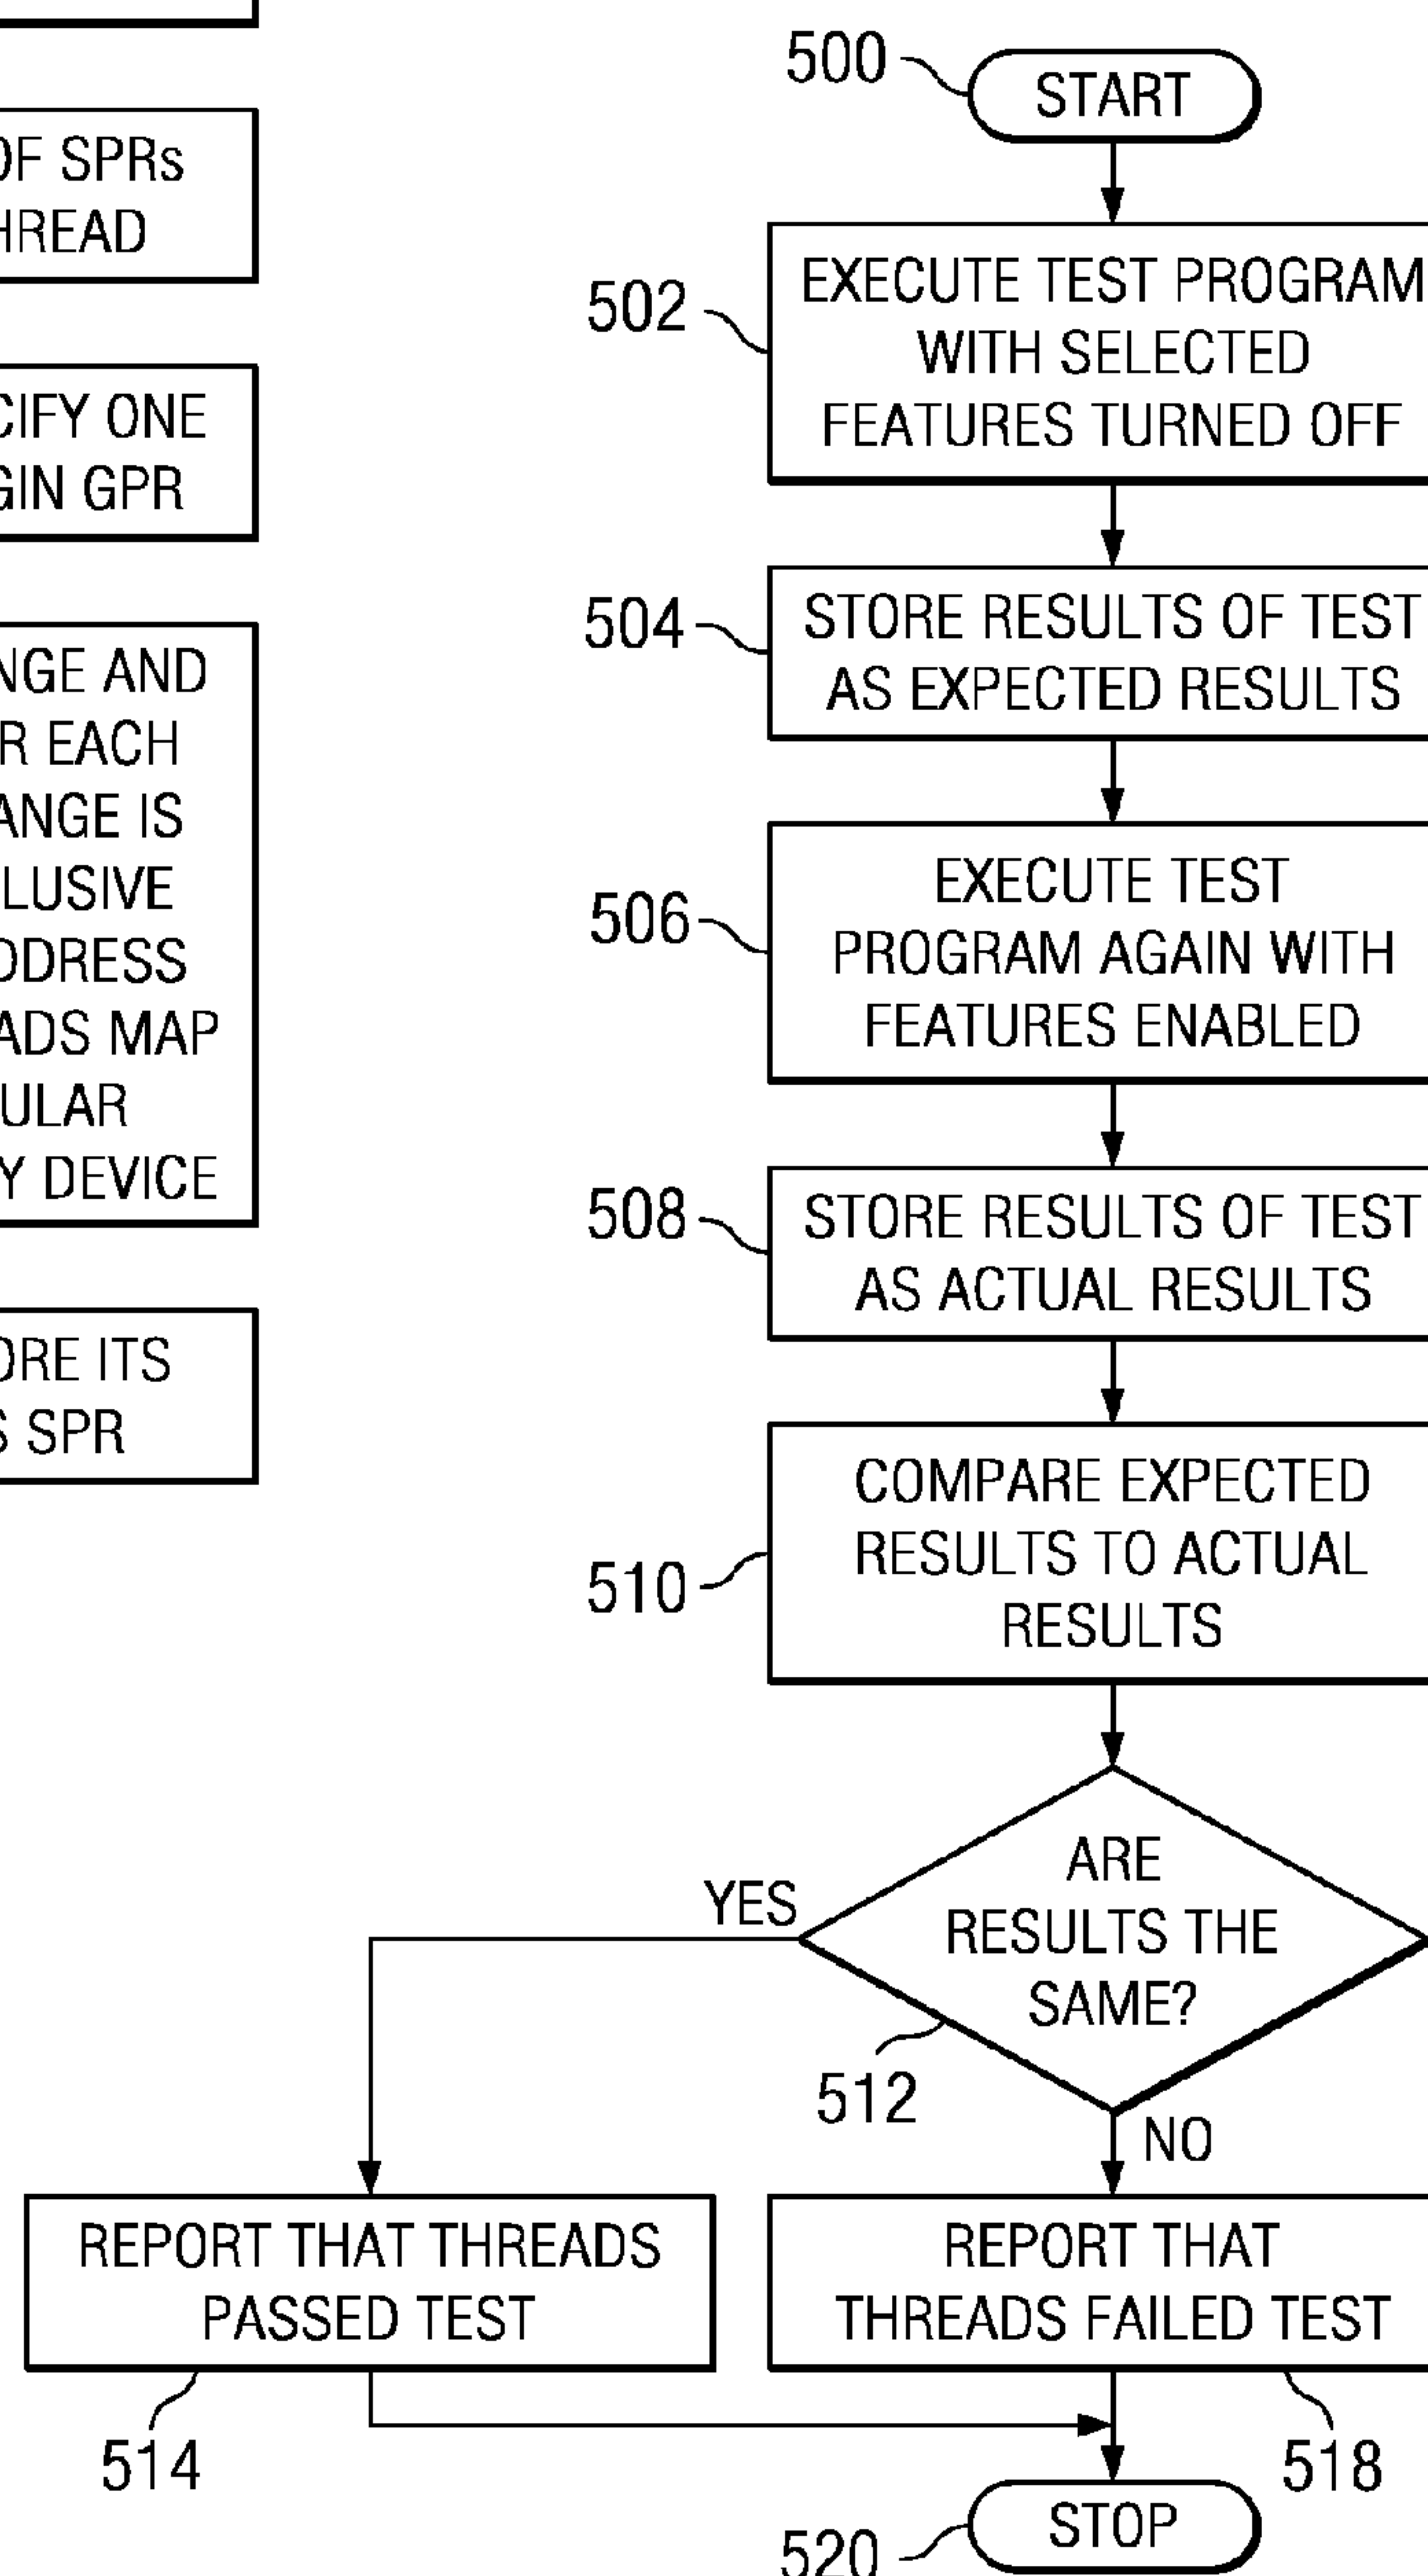 OF SPRs
HREAD
CIFY ONE
GIN GPR
NGE AND
R EACH
ANGE IS
LUSIVE
DDRESS
ADS MAP
ULAR
Y DEVICE
ORE ITS
S SPR
500
START
502
EXECUTE TEST PROGRAM
WITH SELECTED
FEATURES TURNED OFF
504
STORE RESULTS OF TEST
AS EXPECTED RESULTS
506
EXECUTE TEST
PROGRAM AGAIN WITH
FEATURES ENABLED
508
STORE RESULTS OF TEST
AS ACTUAL RESULTS
510
COMPARE EXPECTED
RESULTS TO ACTUAL
RESULTS
YES
ARE
RESULTS THE
SAME?
512
NO
REPORT THAT THREADS
PASSED TEST
514
REPORT THAT
THREADS FAILED TEST
518
520
STOP